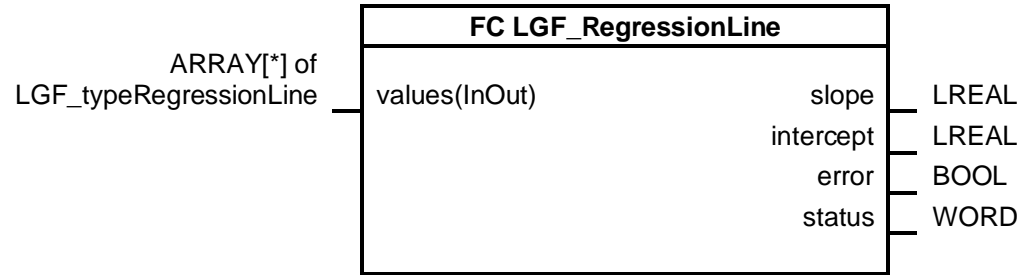 FC LGF_RegressionLine
ARRAY[*] of
LGF_typeRegressionLine values(InOut) slope LREAL
intercept LREAL
error BOOL
status WORD